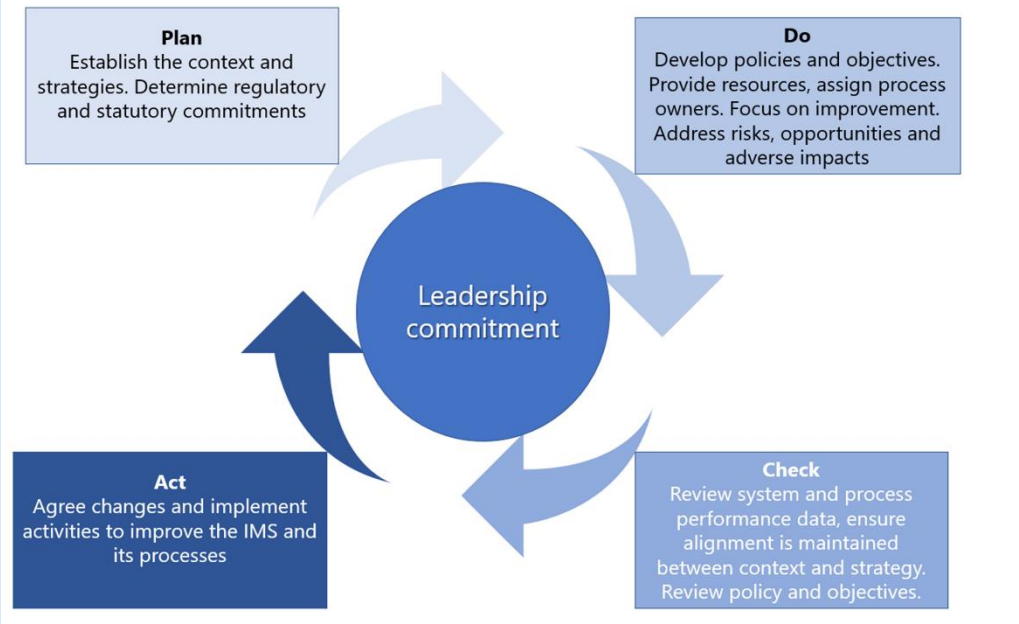 Plan
Establish the context and
strategies. Determine regulatory
and statutory commitments
Do
Develop policies and objectives.
Provide resources, assign process
owners. Focus on improvement.
Address risks, opportunities and
adverse impacts
Leadership
commitment
Act
Agree changes and implement
activities to improve the IMS and
its processes
Check
Review system and process
performance data, ensure
alignment is maintained
between context and strategy.
Review policy and objectives.